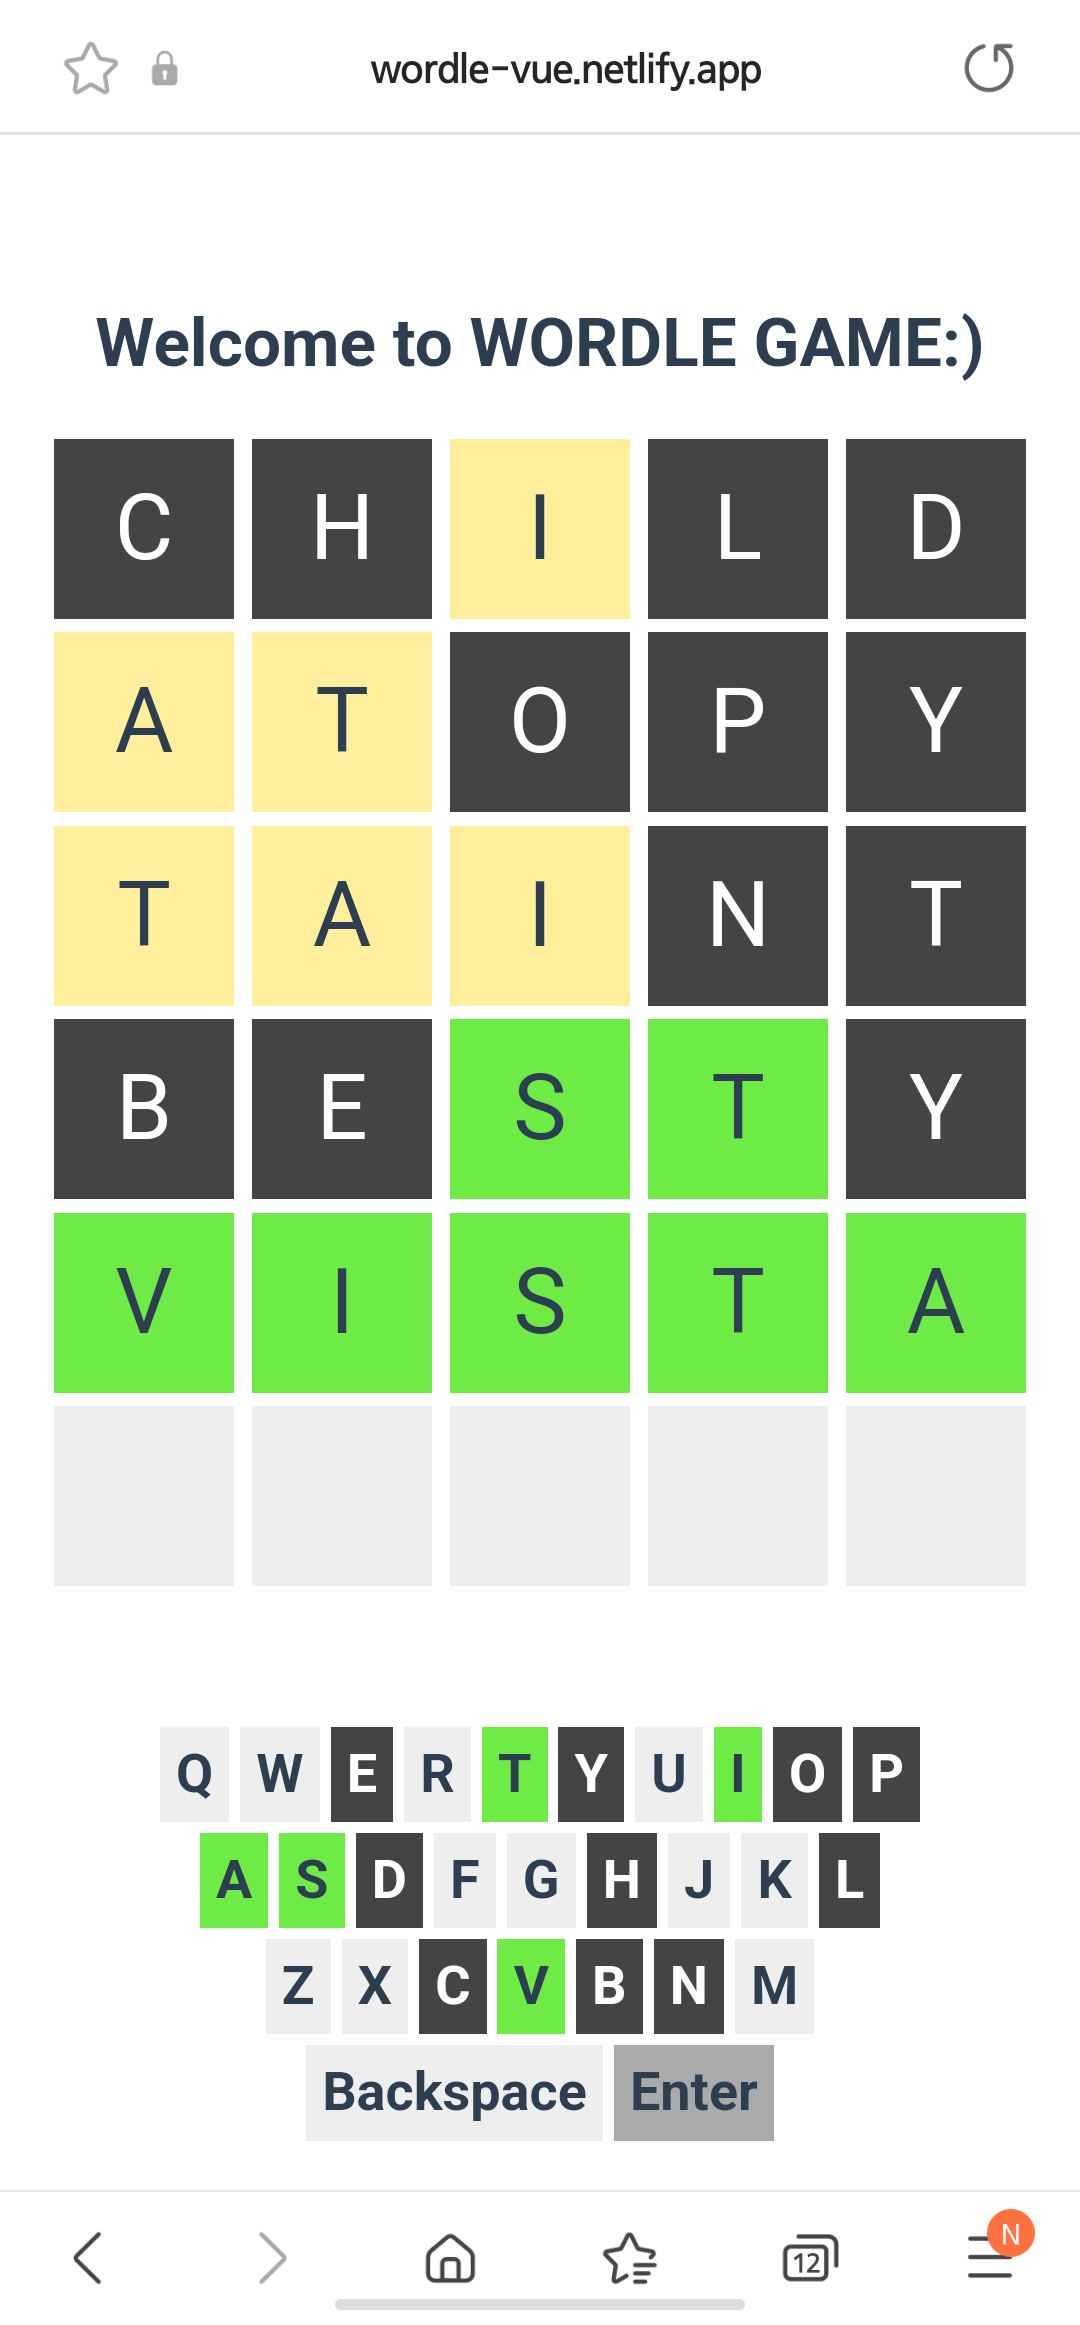 wordle-vue.netlify.app
Welcome to WORDLE GAME:)
C H I L D
A T O P Y
T A I N T
B E S T Y
V I S T A
Q W E R T Y U I O P
A S D F G H J K L
Z X C V B N M
Backspace Enter
12 N